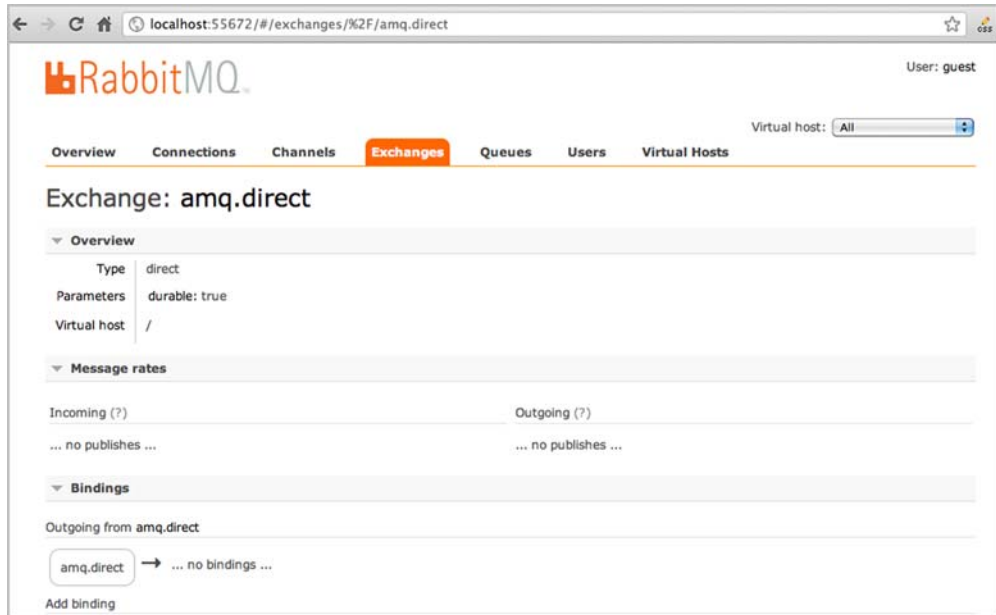 localhost:55672/#/exchanges/%2F/amq.direct
css
RabbitMQ
User: guest
Virtual host: All
Overview Connections Channels Exchanges Queues Users Virtual Hosts
Exchange: amq.direct
Overview
Type direct
Parameters durable: true
Virtual host /
Message rates
Incoming (?) Outgoing (?)
... no publishes ... ... no publishes ...
Bindings
Outgoing from amq.direct
amq.direct → ... no bindings ...
Add binding